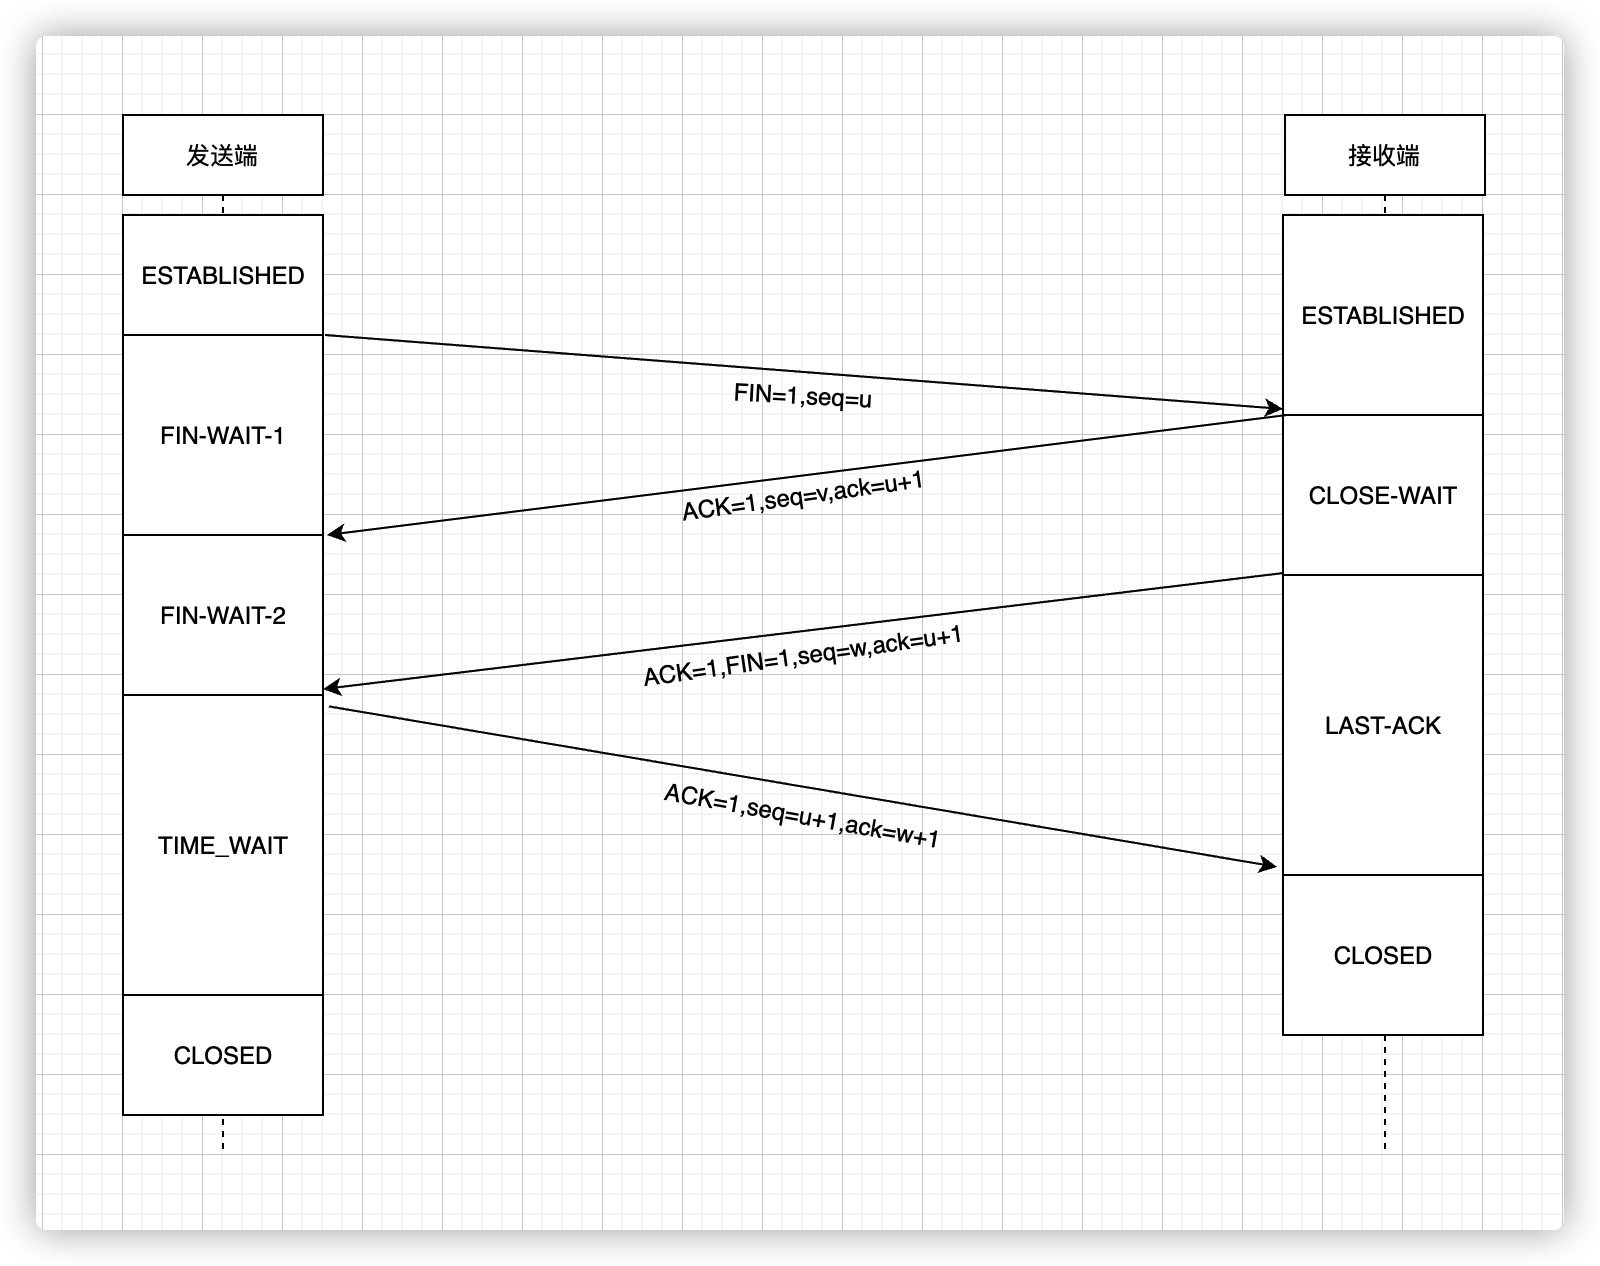 发送端
接收端
ESTABLISHED
ESTABLISHED
FIN=1,seq=u
FIN-WAIT-1
ACK=1,seq=v,ack=u+1
CLOSE-WAIT
FIN-WAIT-2
ACK=1,FIN=1,seq=w,ack=u+1
LAST-ACK
ACK=1,seq=u+1,ack=w+1
TIME_WAIT
CLOSED
CLOSED